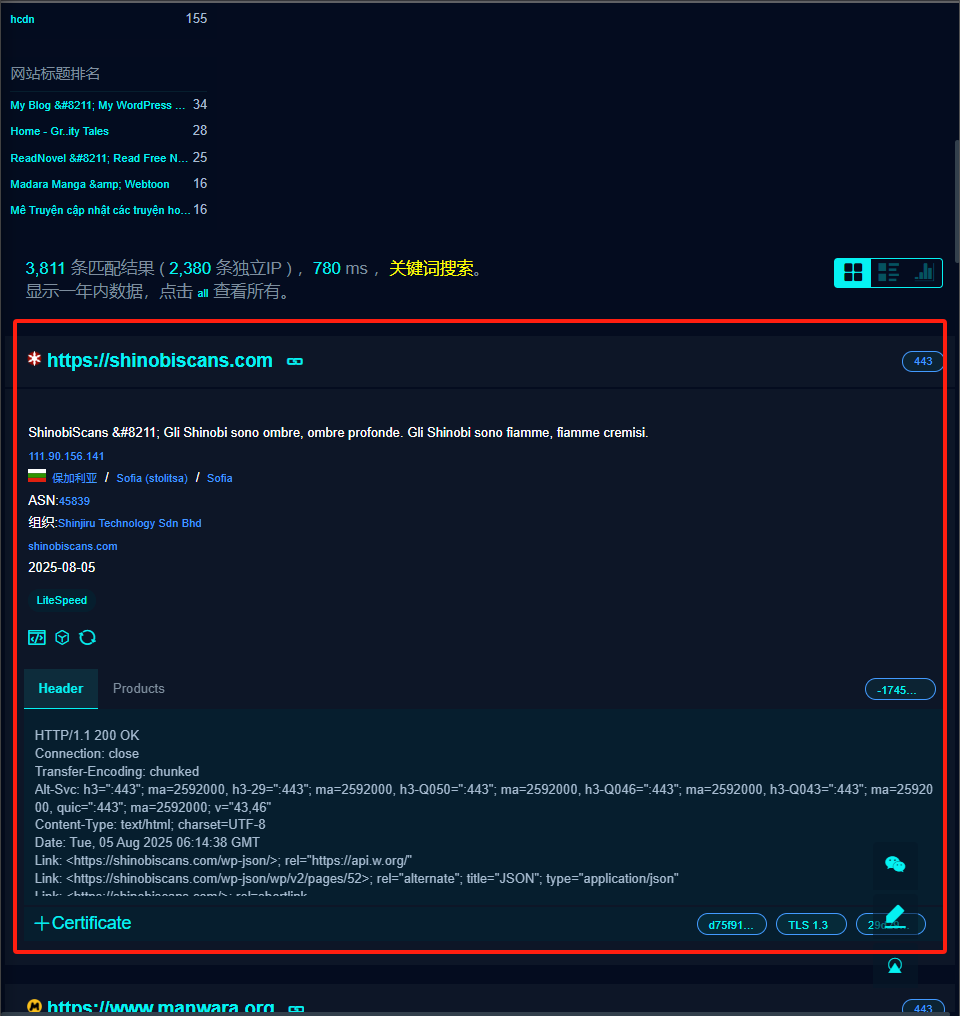 hcdn 155
网站标题排名
My Blog &#8211; My WordPress ... 34
Home - Gr..ity Tales 28
ReadNovel &#8211; Read Free N... 25
Madara Manga &amp; Webtoon 16
Mê Truyện cập nhật các truyện ho... 16
3,811 条匹配结果 ( 2,380 条独立IP ) , 780 ms , 关键词搜索。
显示一年内数据，点击 all 查看所有。
https://shinobiscans.com 443
ShinobiScans &#8211; Gli Shinobi sono ombre, ombre profonde. Gli Shinobi sono fiamme, fiamme cremisi.
111.90.156.141
保加利亚 / Sofia (stolitsa) / Sofia
ASN:45839
组织:Shinjiru Technology Sdn Bhd
shinobiscans.com
2025-08-05
LiteSpeed
Header Products -1745...
HTTP/1.1 200 OK
Connection: close
Transfer-Encoding: chunked
Alt-Svc: h3=":443"; ma=2592000, h3-29=":443"; ma=2592000, h3-Q050=":443"; ma=2592000, h3-Q046=":443"; ma=2592000, h3-Q043=":443"; ma=25920
00, quic=":443"; ma=2592000; v="43,46"
Content-Type: text/html; charset=UTF-8
Date: Tue, 05 Aug 2025 06:14:38 GMT
Link: <https://shinobiscans.com/wp-json/>; rel="https://api.w.org/"
Link: <https://shinobiscans.com/wp-json/wp/v2/pages/52>; rel="alternate"; title="JSON"; type="application/json"
Link: <https://shinobiscans.com/>; rel=shortlink
+Certificate d75f91... TLS 1.3
https://www.manwara.org 443